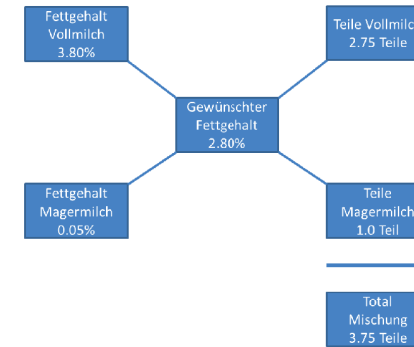 Fettgehalt
Vollmilch
3.80%
Teile Vollmilch
2.75 Teile
Gewünschter
Fettgehalt
2.80%
Fettgehalt
Magermilch
0.05%
Teile
Magermilch
1.0 Teil
Total
Mischung
3.75 Teile